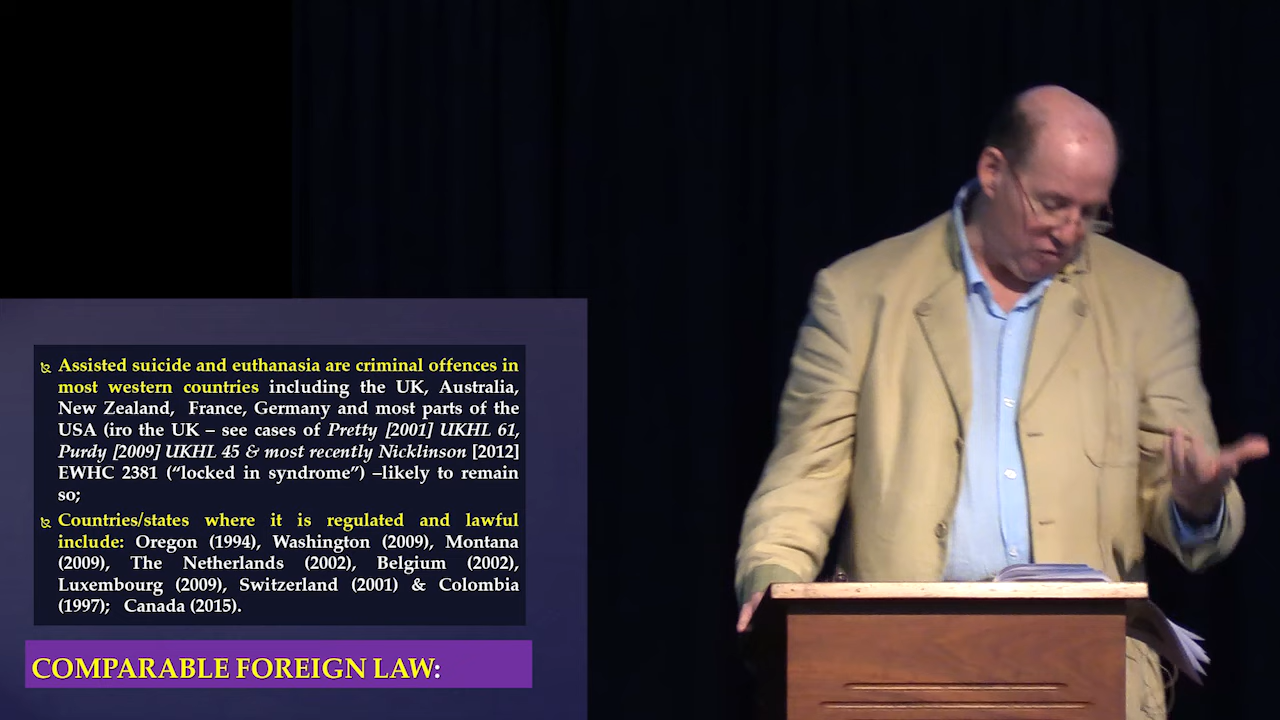 Assisted suicide and euthanasia are criminal offences in
most western countries including the UK, Australia,
New Zealand, France, Germany and most parts of the
USA (iro the UK – see cases of Pretty [2001] UKHL 61,
Purdy [2009] UKHL 45 & most recently Nicklinson [2012]
EWHC 2381 (“locked in syndrome”) –likely to remain
so;
Countries/states where it is regulated and lawful
include: Oregon (1994), Washington (2009), Montana
(2009), The Netherlands (2002), Belgium (2002),
Luxembourg (2009), Switzerland (2001) & Colombia
(1997); Canada (2015).
COMPARABLE FOREIGN LAW: